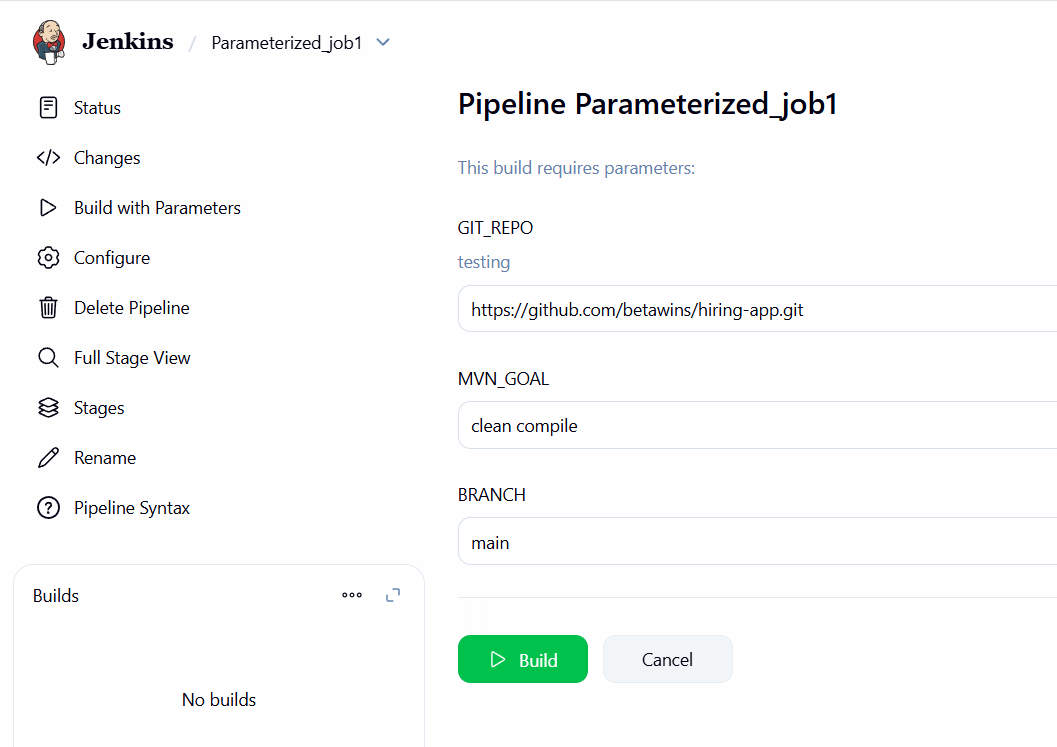 Jenkins / Parameterized_job1
Status
Changes
Build with Parameters
Configure
Delete Pipeline
Full Stage View
Stages
Rename
Pipeline Syntax
Builds
No builds
Pipeline Parameterized_job1
This build requires parameters:
GIT_REPO
testing
https://github.com/betawins/hiring-app.git
MVN_GOAL
clean compile
BRANCH
main
Build
Cancel